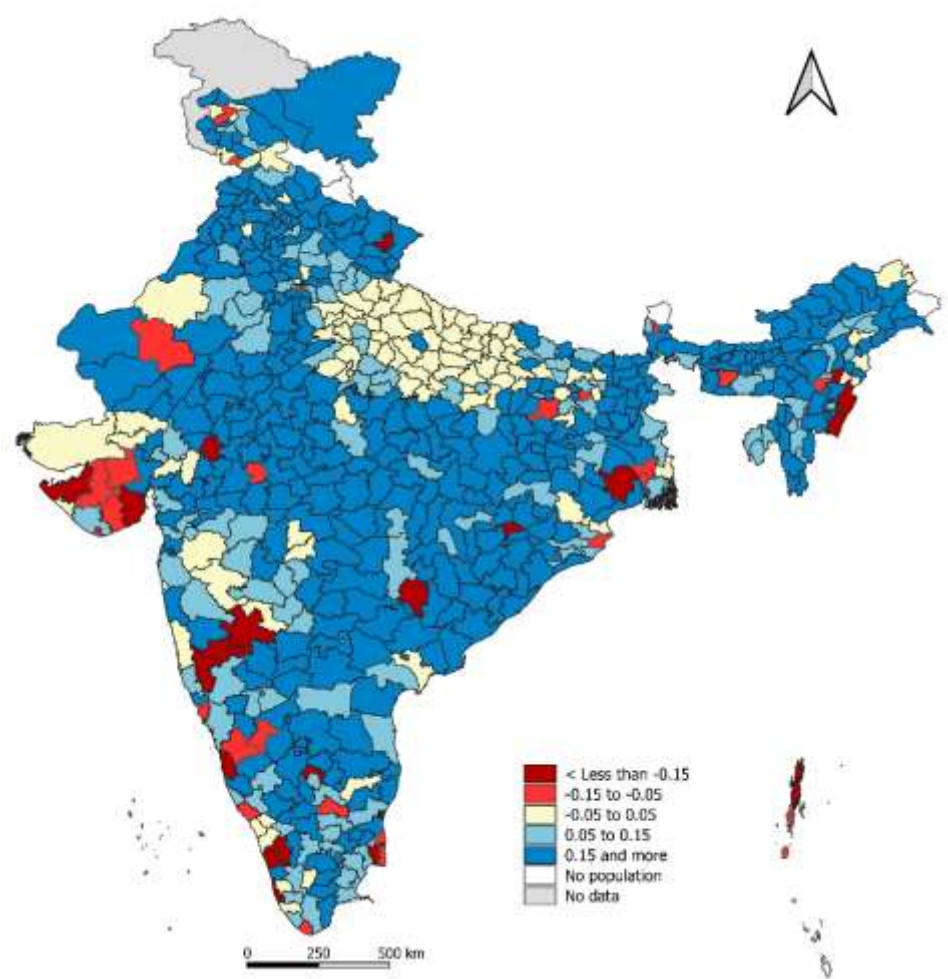 < Less than -0.15
-0.15 to -0.05
-0.05 to 0.05
0.05 to 0.15
0.15 and more
No population
No data
0 250 500 km